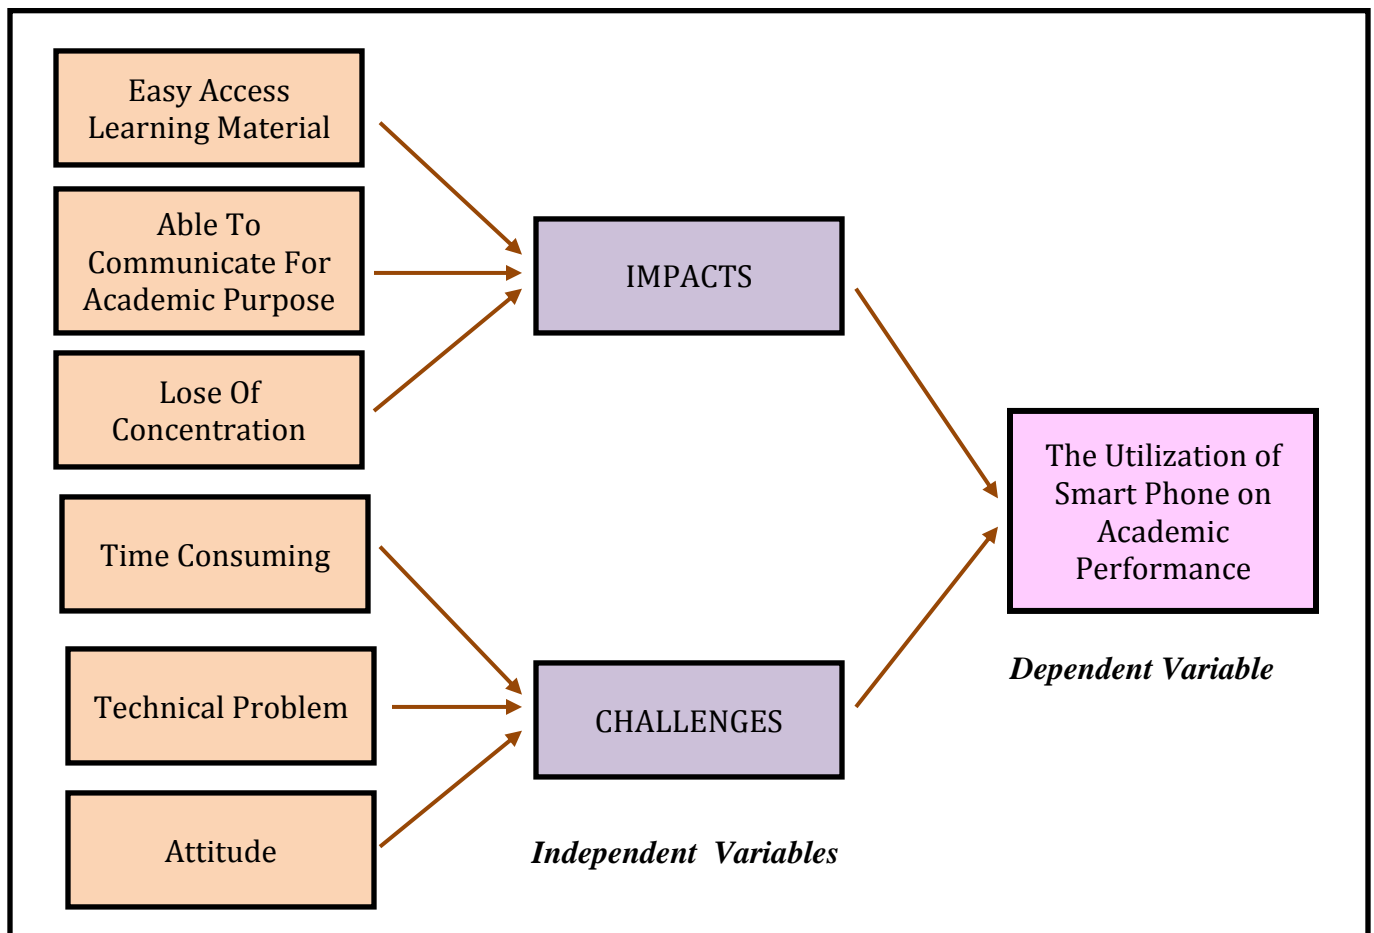 Easy Access
Learning Material
Able To
Communicate For
Academic Purpose
Lose Of
Concentration
Time Consuming
Technical Problem
Attitude
IMPACTS
CHALLENGES
Independent  Variables
The Utilization of
Smart Phone on
Academic
Performance
Dependent Variable